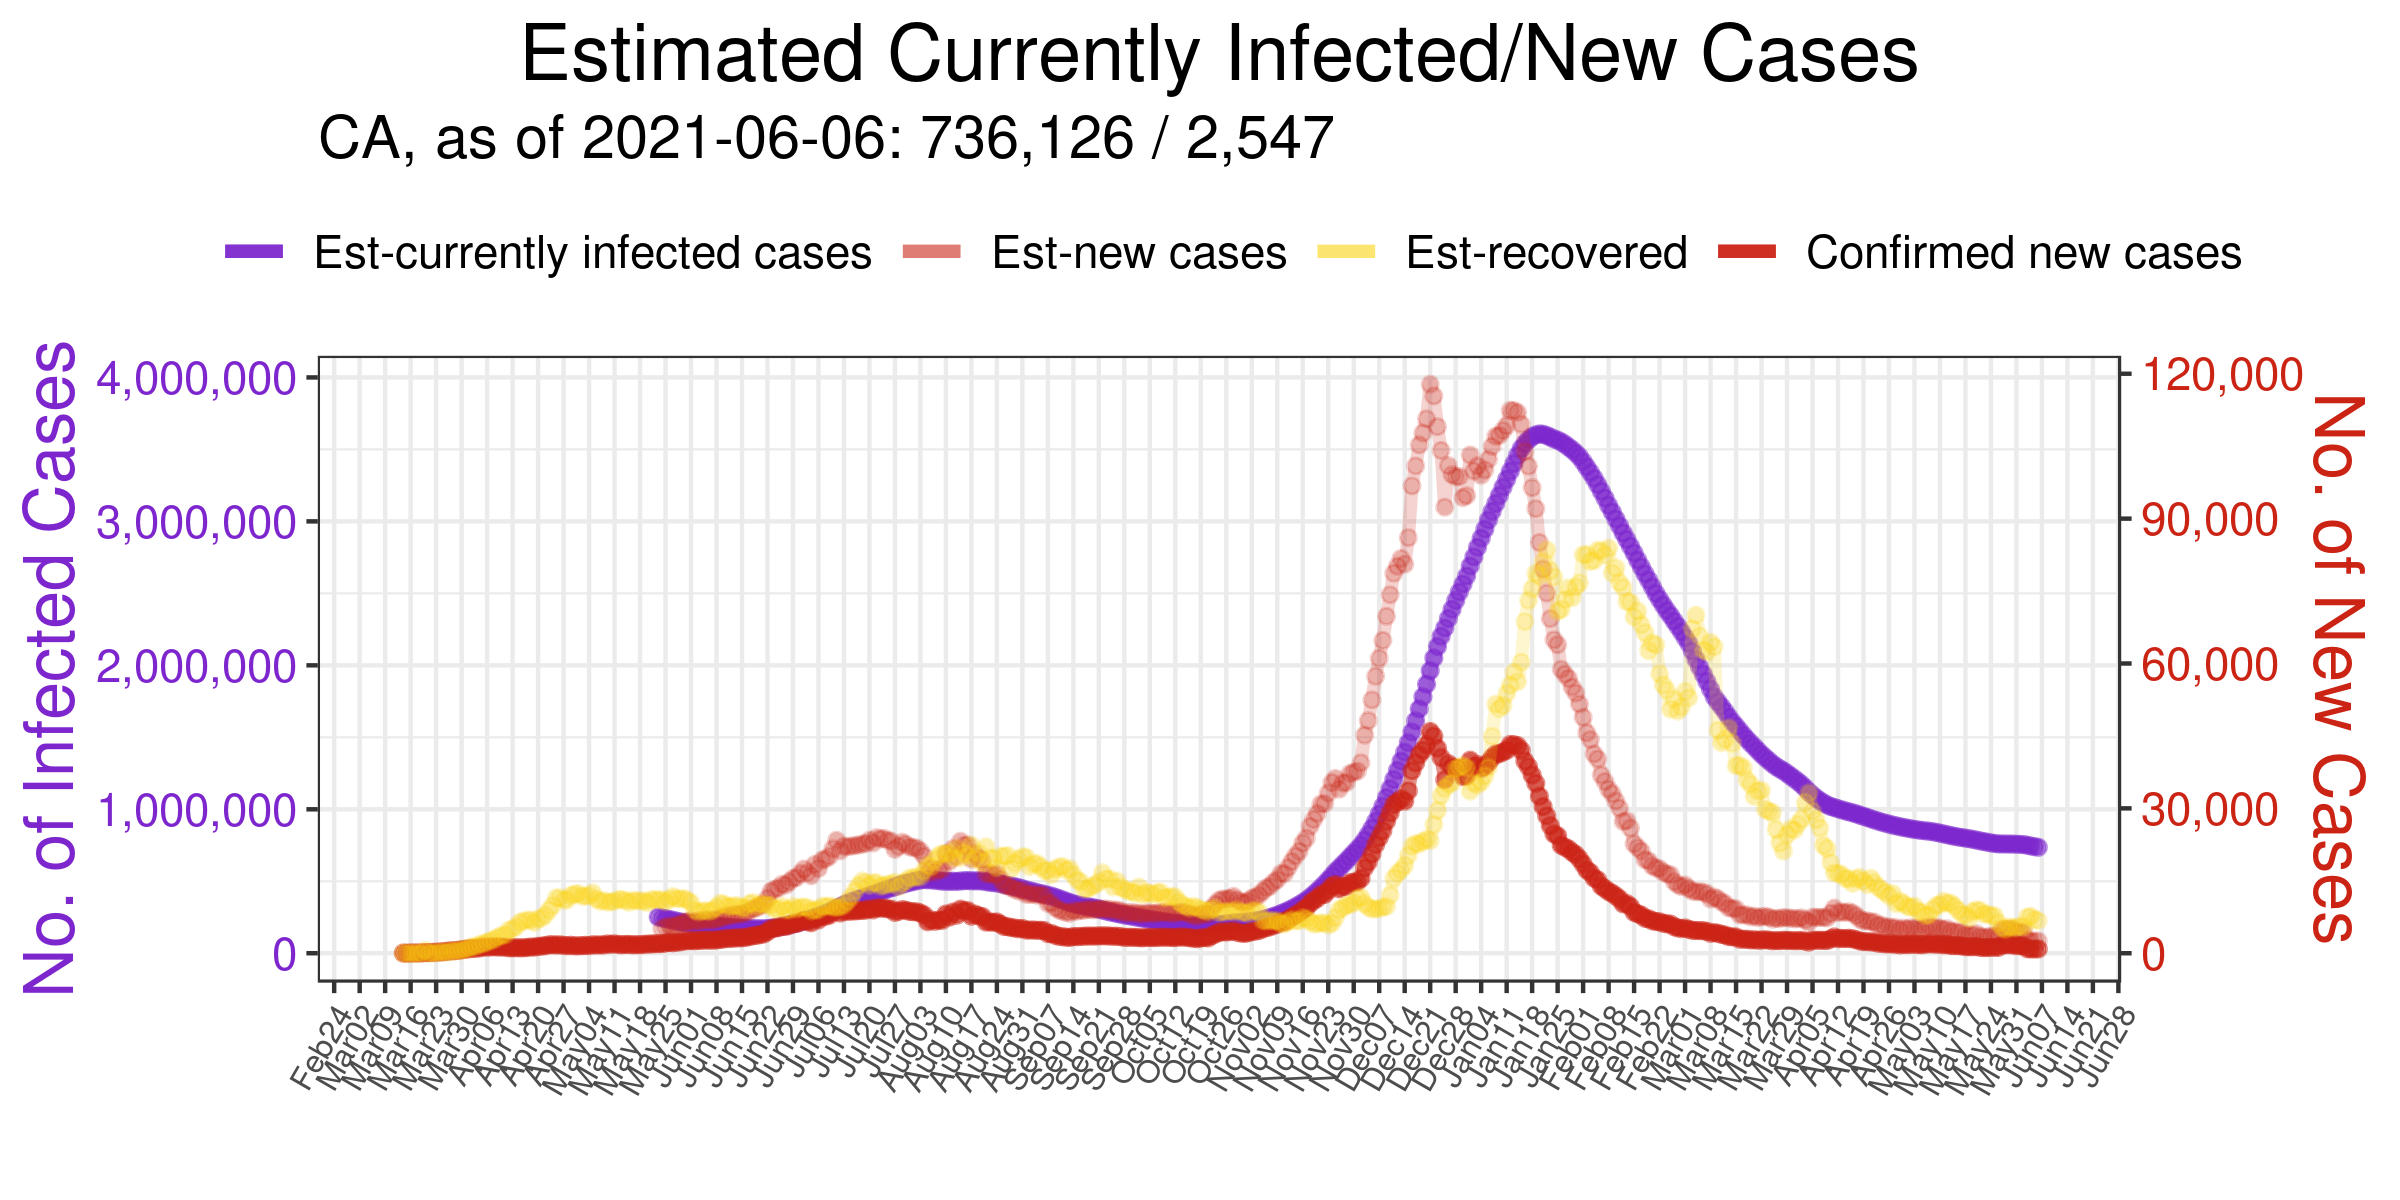 Estimated Currently Infected/New Cases
CA, as of 2021-06-06: 736,126 / 2,547
Est-currently infected cases
Est-new cases
Est-recovered
Confirmed new cases
No. of Infected Cases
4,000,000
3,000,000
2,000,000
1,000,000
0
120,000
90,000
60,000
30,000
0
No. of New Cases
Feb24
Mar02
Mar09
Mar16
Mar23
Mar30
Apr06
Apr13
Apr20
Apr27
May04
May11
May18
May25
Jun01
Jun08
Jun15
Jun22
Jun29
Jul06
Jul13
Jul20
Jul27
Aug03
Aug10
Aug17
Aug24
Aug31
Sep07
Sep14
Sep21
Sep28
Oct05
Oct12
Oct19
Oct26
Nov02
Nov09
Nov16
Nov23
Nov30
Dec07
Dec14
Dec21
Dec28
Jan04
Jan11
Jan18
Jan25
Feb01
Feb08
Feb15
Feb22
Mar01
Mar08
Mar15
Mar22
Mar29
Apr05
Apr12
Apr19
Apr26
May03
May10
May17
May24
May31
Jun07
Jun14
Jun21
Jun28